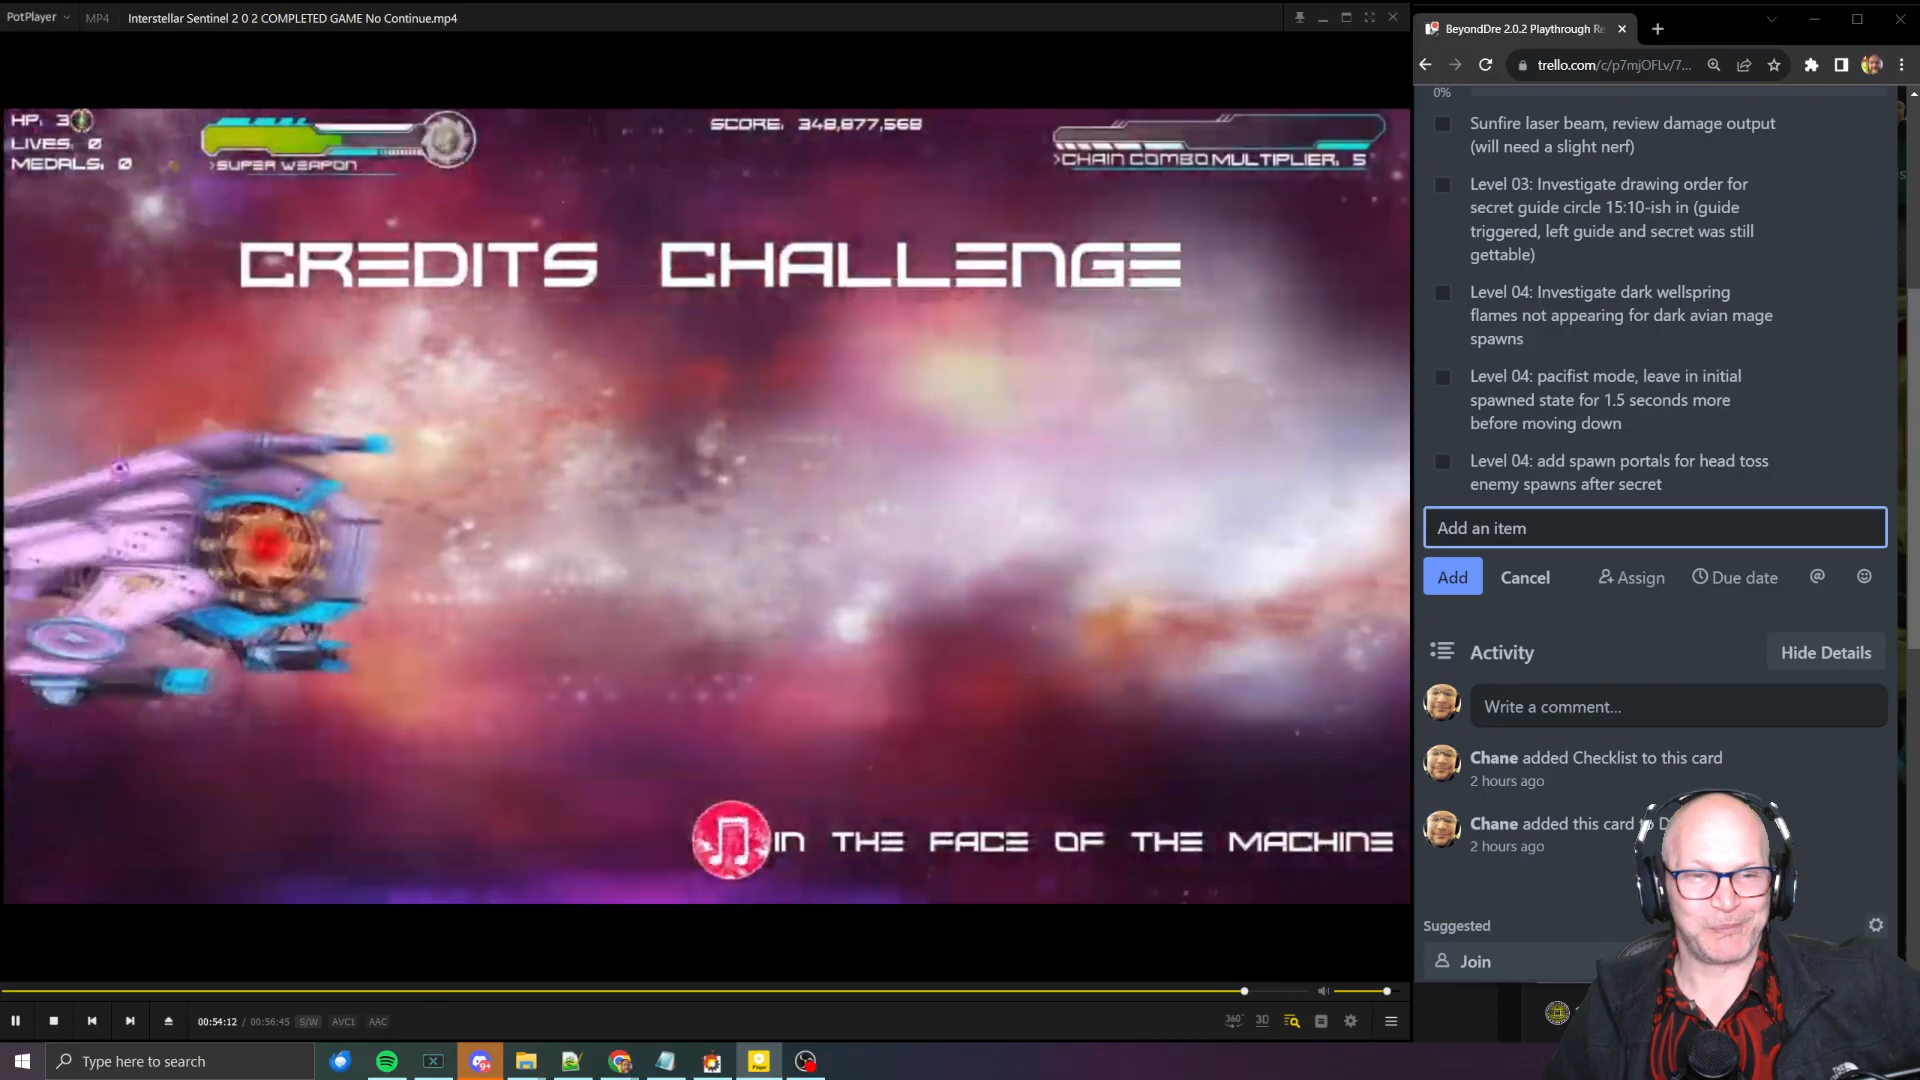 PotPlayer
MP4
Interstellar Sentinel 2 0 2 COMPLETED GAME No Continue.mp4
HP: 3
LIVES: 0
MEDALS: 0
>SUPER WEAPON
SCORE: 348,877,568
>CHAIN COMBO MULTIPLIER: 5
CREDITS CHALLENGE
IN THE FACE OF THE MACHINE
00:54:12 / 00:56:45 S/W AVC1 AAC
360° 3D
Type here to search
9+
Player
BeyondDre 2.0.2 Playthrough Re
trello.com/c/p7mjOFLv/7...
0%
Sunfire laser beam, review damage output
(will need a slight nerf)
Level 03: Investigate drawing order for
secret guide circle 15:10-ish in (guide
triggered, left guide and secret was still
gettable)
Level 04: Investigate dark wellspring
flames not appearing for dark avian mage
spawns
Level 04: pacifist mode, leave in initial
spawned state for 1.5 seconds more
before moving down
Level 04: add spawn portals for head toss
enemy spawns after secret
Add an item
Add
Cancel
Assign
Due date
Activity
Hide Details
Write a comment...
Chane added Checklist to this card
2 hours ago
Chane added this card to D
2 hours ago
Suggested
Join